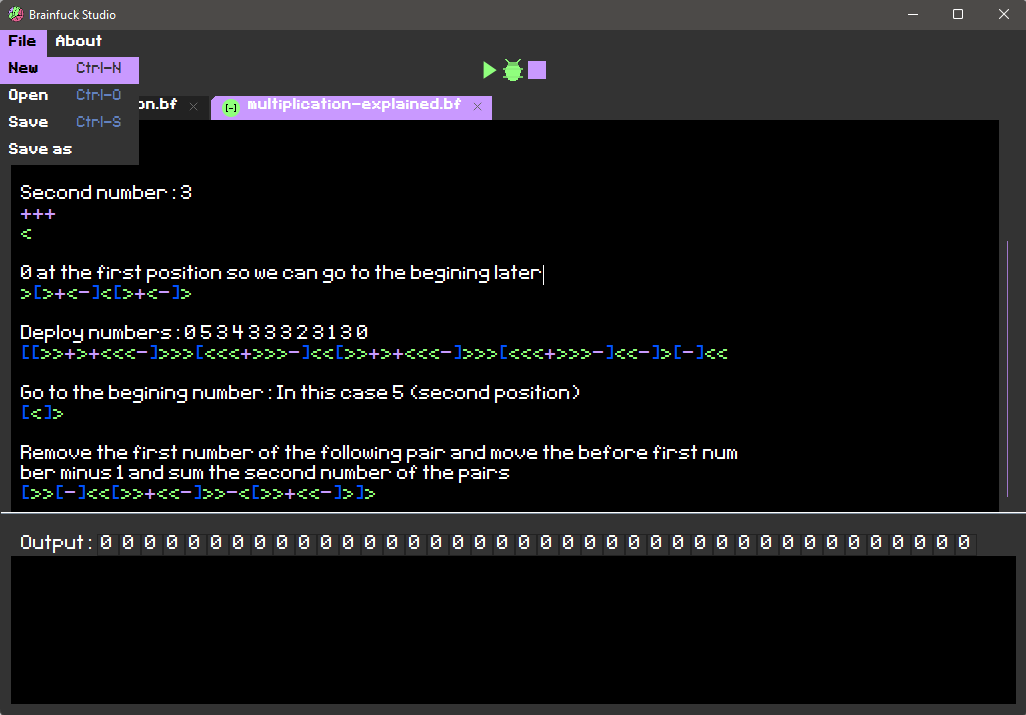 Brainfuck Studio
File About
New Ctrl-N
Open Ctrl-O
Save Ctrl-S
Save as
on.bf × [-] multiplication-explained.bf ×
Second number : 3
+++
<
0 at the first position so we can go to the begining later
>[>+<-]<[>+<-]>
Deploy numbers : 0 5 3 4 3 3 3 2 3 1 3 0
[[>>+>+<<<-]>>>[<<<+>>>-]<<[>>+>+<<<-]>>>[<<<+>>>-]<<-]>[-]<<
Go to the begining number : In this case 5 (second position)
[<]>
Remove the first number of the following pair and move the before first num
ber minus 1 and sum the second number of the pairs
[>>[-]<<[>>+<<-]>>-<[>>+<<-]>]>
Output : 0 0 0 0 0 0 0 0 0 0 0 0 0 0 0 0 0 0 0 0 0 0 0 0 0 0 0 0 0 0 0 0 0 0 0 0 0 0 0 0